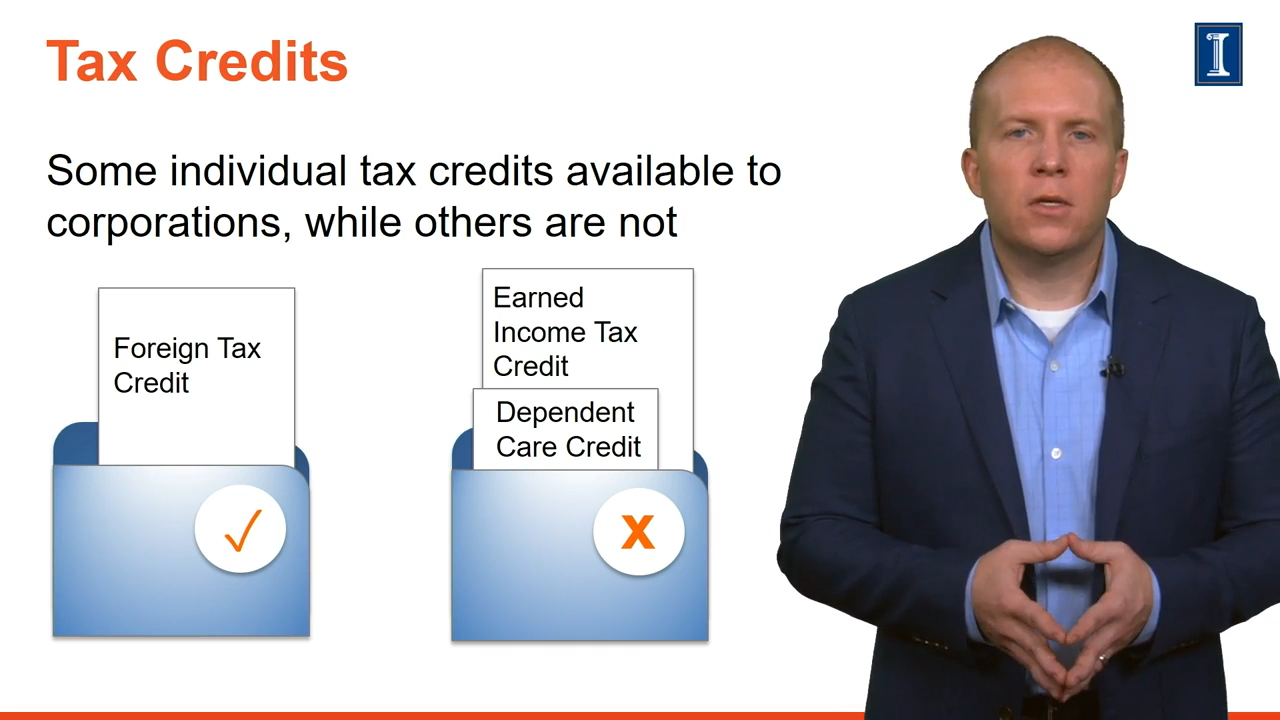 Tax Credits
Some individual tax credits available to
corporations, while others are not
Foreign Tax
Credit
Earned
Income Tax
Credit
Dependent
Care Credit
X
I